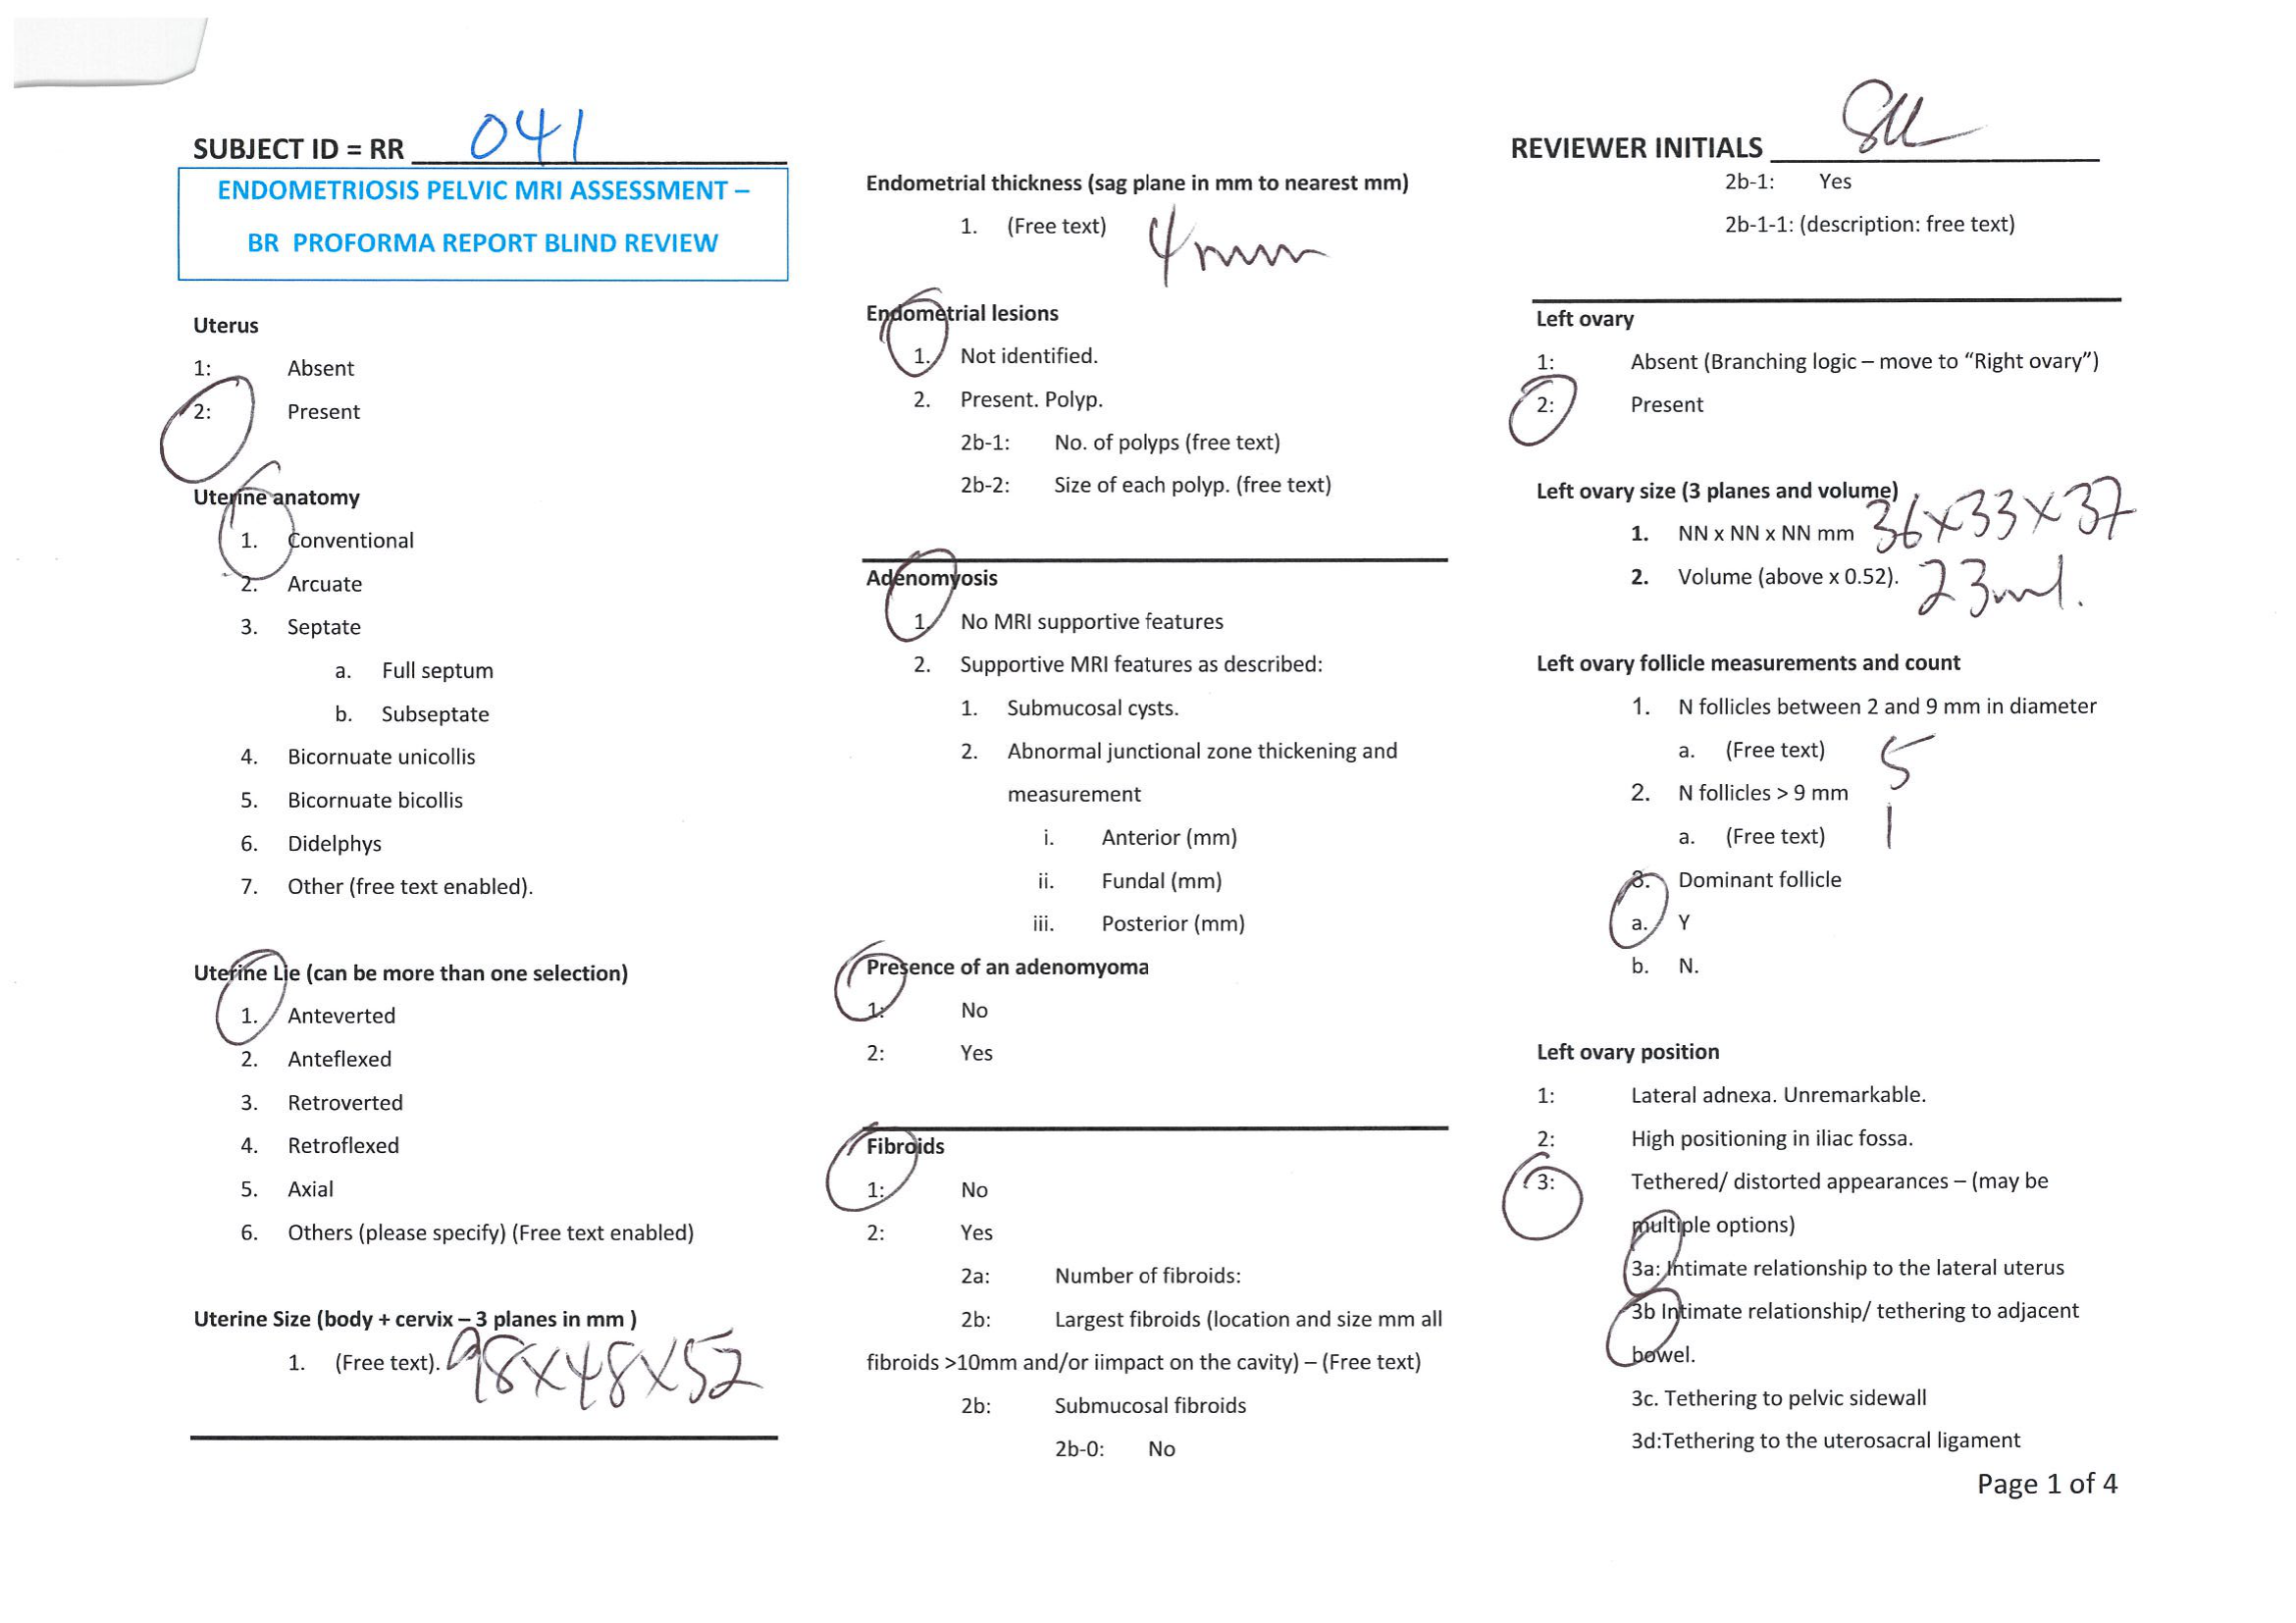 SUBJECT ID = RR 041
ENDOMETRIOSIS PELVIC MRI ASSESSMENT –
BR PROFORMA REPORT BLIND REVIEW
Uterus
1: Absent
2: Present
Uterine anatomy
1. Conventional
2. Arcuate
3. Septate
a. Full septum
b. Subseptate
4. Bicornuate unicollis
5. Bicornuate bicollis
6. Didelphys
7. Other (free text enabled).
Uterine Lie (can be more than one selection)
1. Anteverted
2. Anteflexed
3. Retroverted
4. Retroflexed
5. Axial
6. Others (please specify) (Free text enabled)
Uterine Size (body + cervix – 3 planes in mm )
1. (Free text). 98x48x52
Endometrial thickness (sag plane in mm to nearest mm)
1. (Free text) 4mm
Endometrial lesions
1. Not identified.
2. Present. Polyp.
2b-1: No. of polyps (free text)
2b-2: Size of each polyp. (free text)
Adenomyosis
1. No MRI supportive features
2. Supportive MRI features as described:
1. Submucosal cysts.
2. Abnormal junctional zone thickening and
measurement
i. Anterior (mm)
ii. Fundal (mm)
iii. Posterior (mm)
Presence of an adenomyoma
1: No
2: Yes
Fibroids
1: No
2: Yes
2a: Number of fibroids:
2b: Largest fibroids (location and size mm all
fibroids >10mm and/or iimpact on the cavity) – (Free text)
2b: Submucosal fibroids
2b-0: No
REVIEWER INITIALS
2b-1: Yes
2b-1-1: (description: free text)
Left ovary
1: Absent (Branching logic – move to “Right ovary”)
2: Present
Left ovary size (3 planes and volume)
1. NN x NN x NN mm 36x33x37
2. Volume (above x 0.52). 23ml.
Left ovary follicle measurements and count
1. N follicles between 2 and 9 mm in diameter
a. (Free text) 5
2. N follicles > 9 mm
a. (Free text) 1
3. Dominant follicle
a. Y
b. N.
Left ovary position
1: Lateral adnexa. Unremarkable.
2: High positioning in iliac fossa.
3: Tethered/ distorted appearances – (may be
multiple options)
3a: Intimate relationship to the lateral uterus
3b Intimate relationship/ tethering to adjacent
bowel.
3c. Tethering to pelvic sidewall
3d:Tethering to the uterosacral ligament
Page 1 of 4